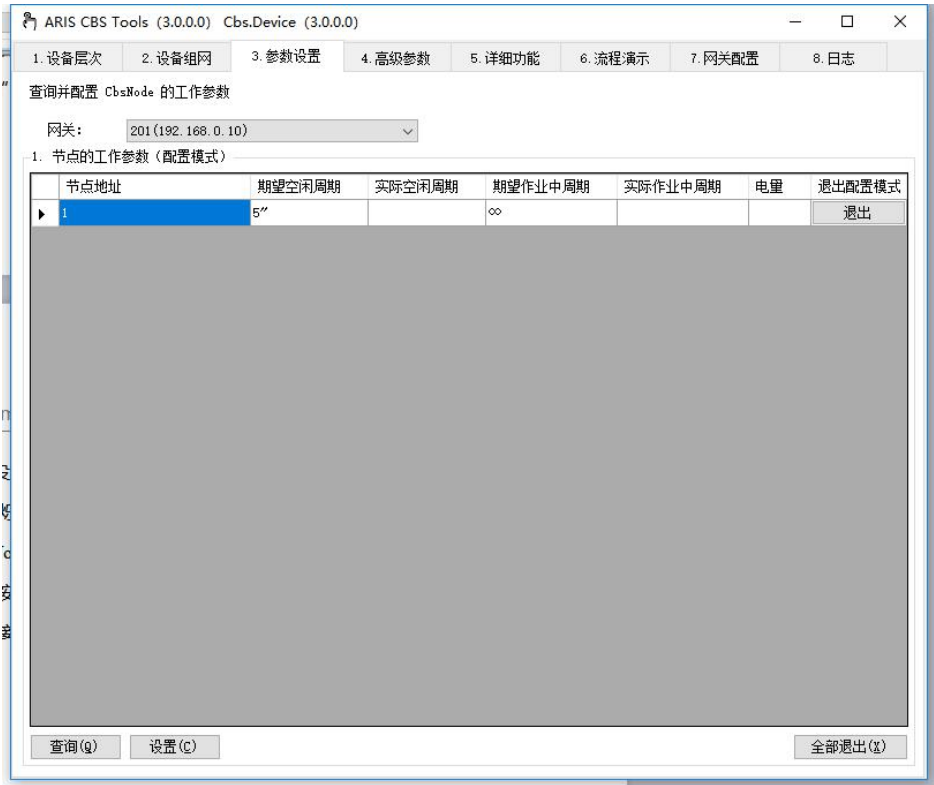 ARIS CBS Tools (3.0.0.0) Cbs.Device (3.0.0.0)
1.设备层次 2.设备组网 3.参数设置 4.高级参数 5.详细功能 6.流程演示 7.网关配置 8.日志
查询并配置 CbsNode 的工作参数
网关: 201(192.168.0.10)
1. 节点的工作参数(配置模式)
节点地址 期望空闲周期 实际空闲周期 期望作业中周期 实际作业中周期 电量 退出配置模式
1 5″ ∞ 退出
查询(Q) 设置(C) 全部退出(X)